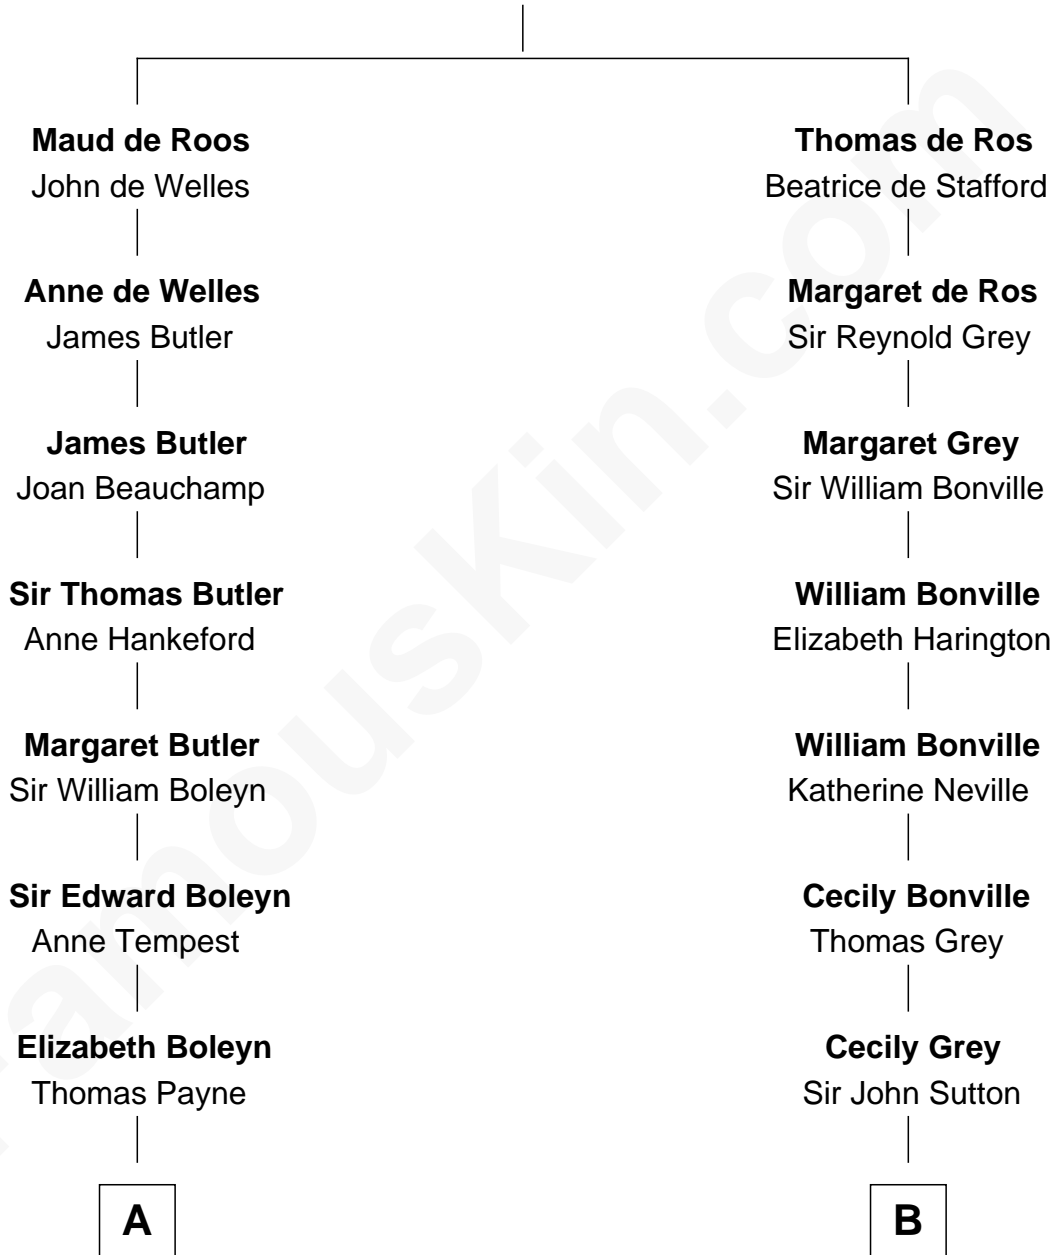 Maud de Roos
John de Welles
Anne de Welles
James Butler
James Butler
Joan Beauchamp
Sir Thomas Butler
Anne Hankeford
Margaret Butler
Sir William Boleyn
Sir Edward Boleyn
Anne Tempest
Elizabeth Boleyn
Thomas Payne
A
Thomas de Ros
Beatrice de Stafford
Margaret de Ros
Sir Reynold Grey
Margaret Grey
Sir William Bonville
William Bonville
Elizabeth Harington
William Bonville
Katherine Neville
Cecily Bonville
Thomas Grey
Cecily Grey
Sir John Sutton
B
FamousKin.com